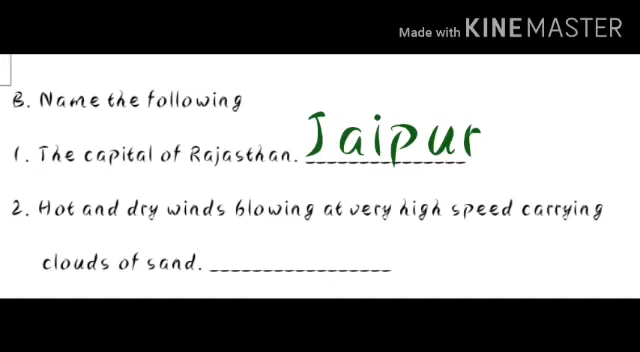 Made with KINEMASTER
B. Name the following
1. The capital of Rajasthan. Jaipur
2. Hot and dry winds blowing at very high speed carrying
clouds of sand. _________________